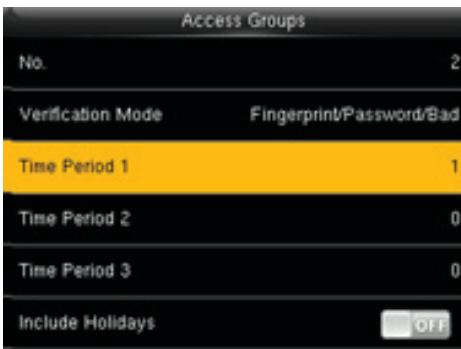 Access Groups
No. 2
Verification Mode Fingerprint/Password/Bad
Time Period 1 1
Time Period 2 0
Time Period 3 0
Include Holidays OFF